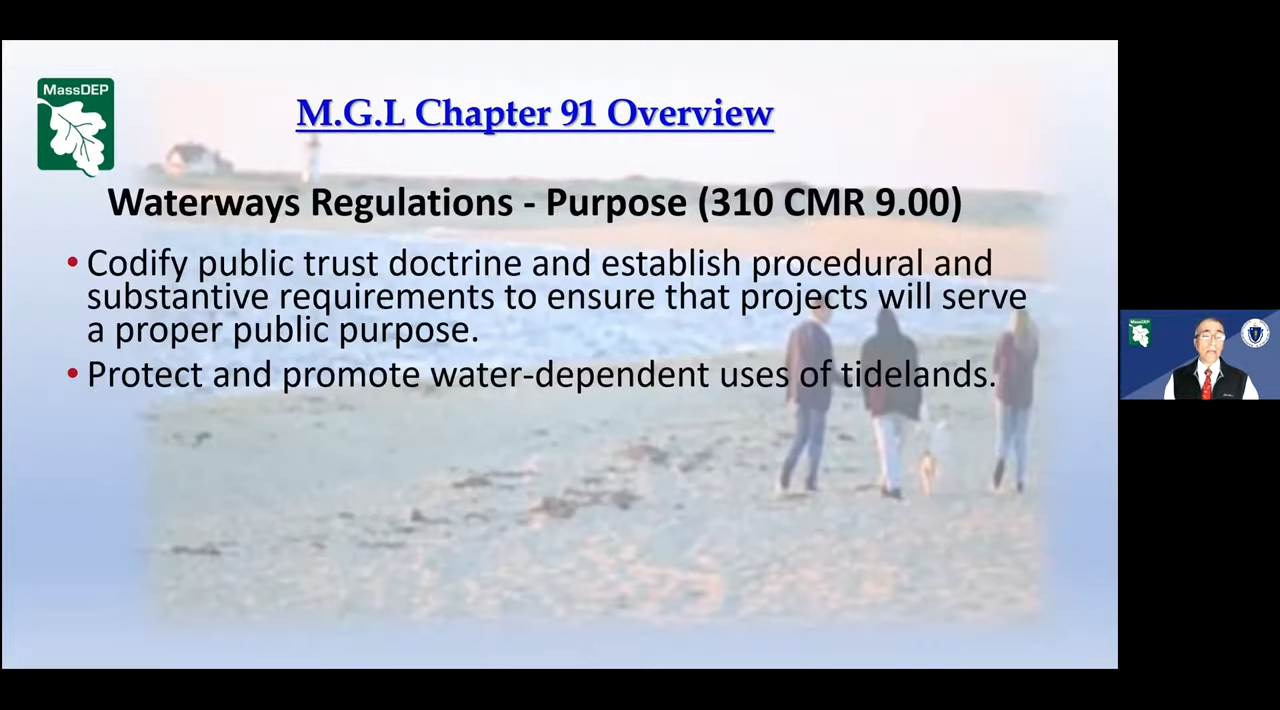 MassDEP
M.G.L Chapter 91 Overview
Waterways Regulations - Purpose (310 CMR 9.00)
• Codify public trust doctrine and establish procedural and
substantive requirements to ensure that projects will serve
a proper public purpose.
• Protect and promote water-dependent uses of tidelands.
MassDEP